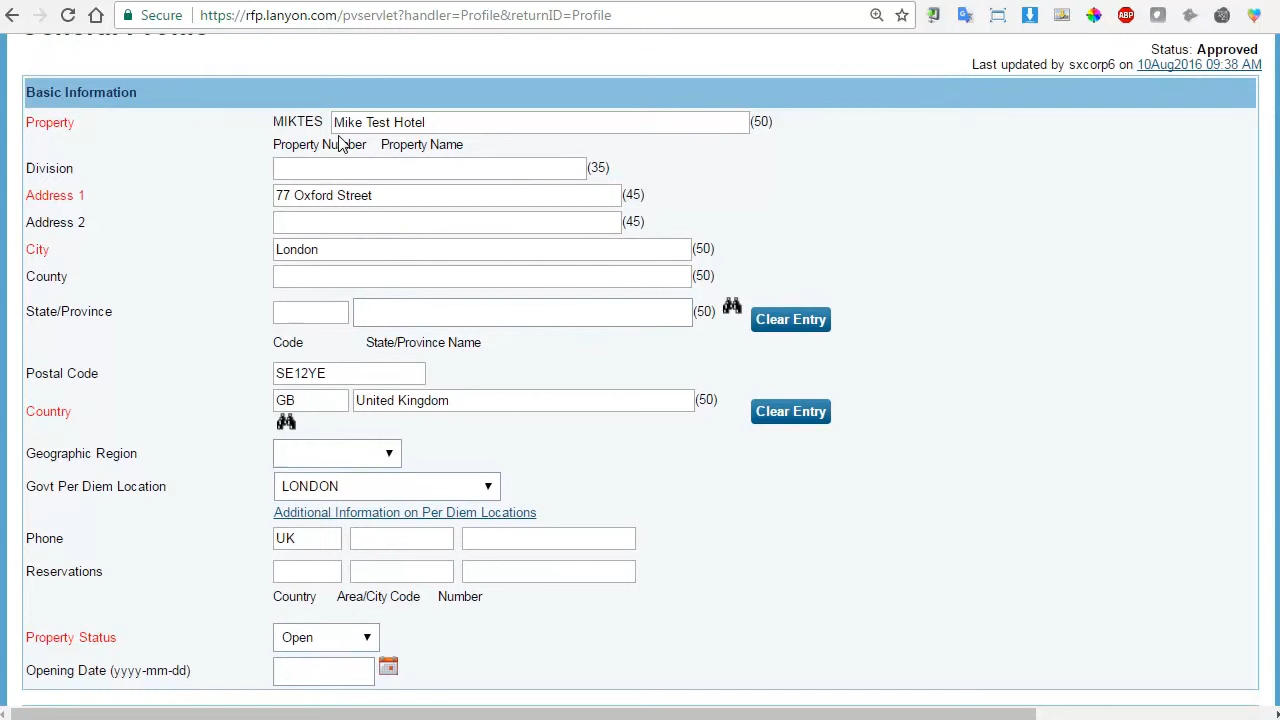 Secure https://rfp.lanyon.com/pvservlet?handler=Profile&returnID=Profile
ABP
General Profile
Status: Approved
Last updated by sxcorp6 on 10Aug2016 09:38 AM
Basic Information
Property MIKTES Mike Test Hotel (50)
Property Number Property Name
Division (35)
Address 1 77 Oxford Street (45)
Address 2 (45)
City London (50)
County (50)
State/Province (50) Clear Entry
Code State/Province Name
Postal Code SE12YE
Country GB United Kingdom (50) Clear Entry
Geographic Region
Govt Per Diem Location LONDON
Additional Information on Per Diem Locations
Phone UK
Reservations
Country Area/City Code Number
Property Status Open
Opening Date (yyyy-mm-dd)